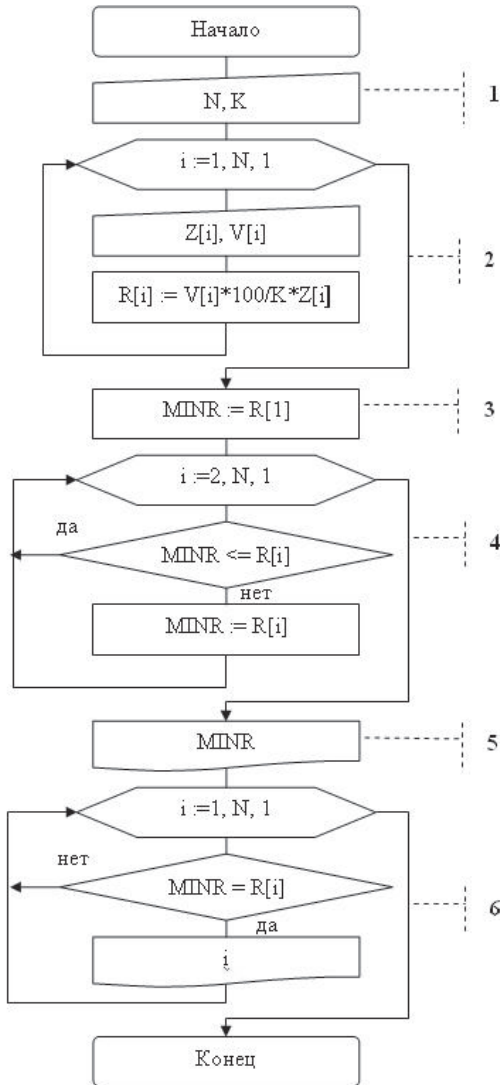 Начало
N, K
1
i :=1, N, 1
Z[i], V[i]
2
R[i] := V[i]*100/K*Z[i]
MINR := R[1]
3
i :=2, N, 1
да
MINR <= R[i]
4
нет
MINR := R[i]
MINR
5
i :=1, N, 1
нет
MINR = R[i]
6
да
i
Конец